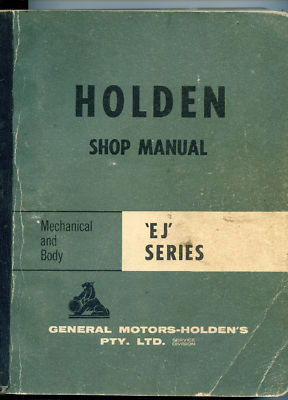 HOLDEN
SHOP MANUAL
Mechanical
and
Body
'EJ'
SERIES
GENERAL MOTORS-HOLDEN'S
PTY. LTD. SERVICE
DIVISION